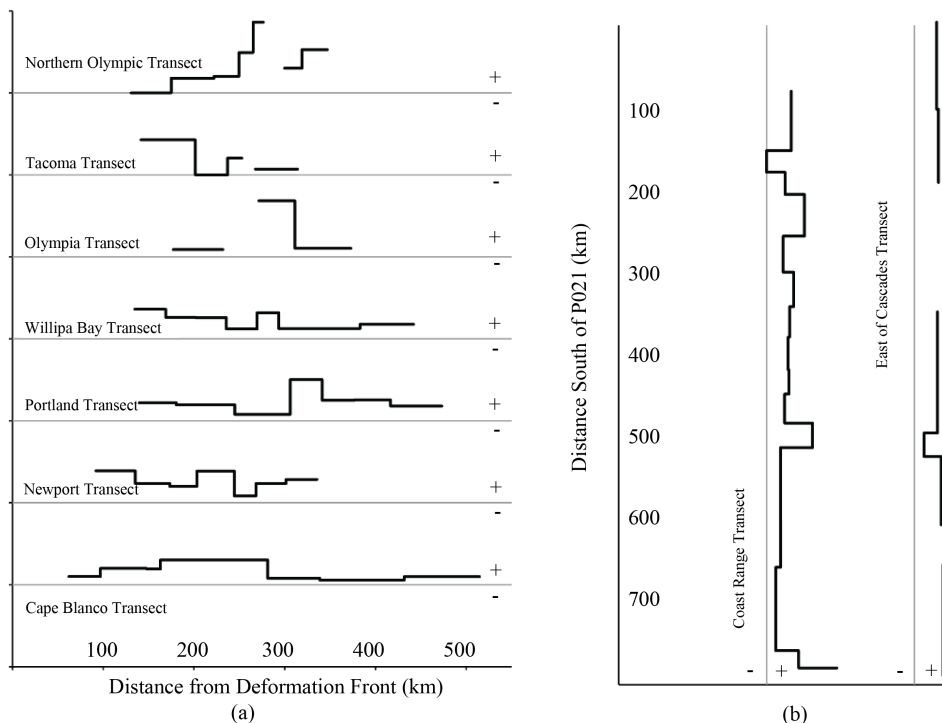 Northern Olympic Transect
+
-
Tacoma Transect
+
-
Olympia Transect
+
-
Willipa Bay Transect
+
-
Portland Transect
+
-
Newport Transect
+
-
+
-
Cape Blanco Transect
100 200 300 400 500
Distance from Deformation Front (km)
(a)
Distance South of P021 (km)
100
200
300
400
500
600
700
Coast Range Transect
- +
East of Cascades Transect
- +
(b)